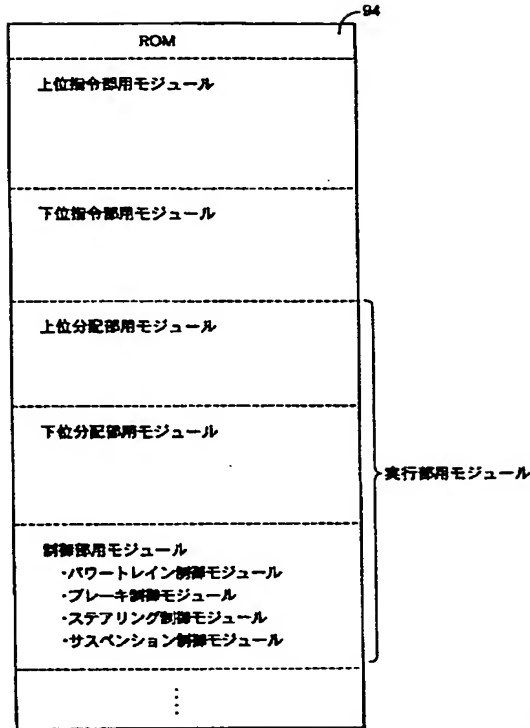 94
ROM
上位指令部用モジュール
下位指令部用モジュール
上位分配部用モジュール
下位分配部用モジュール
実行部用モジュール
制御部用モジュール
・パワートレイン制御モジュール
・ブレーキ制御モジュール
・ステアリング制御モジュール
・サスペンション制御モジュール